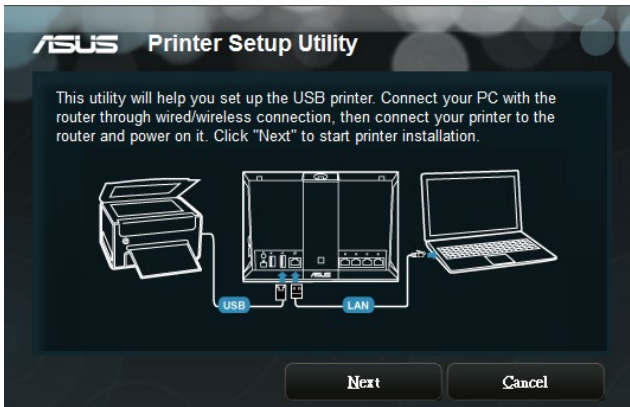 ASUS Printer Setup Utility
This utility will help you set up the USB printer. Connect your PC with the
router through wired/wireless connection, then connect your printer to the
router and power on it. Click "Next" to start printer installation.
ASUS
USB
LAN
Next
Cancel